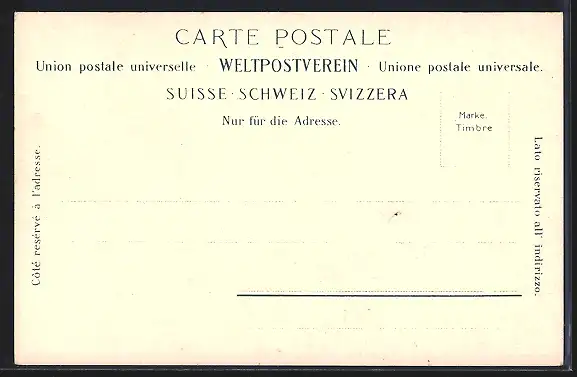 CARTE POSTALE
Union postale universelle · WELTPOSTVEREIN · Unione postale universale.
SUISSE · SCHWEIZ · SVIZZERA
Nur für die Adresse.
Marke.
Timbre
Côté resérvé à l'adresse.
Lato riservato all' indirizzo.